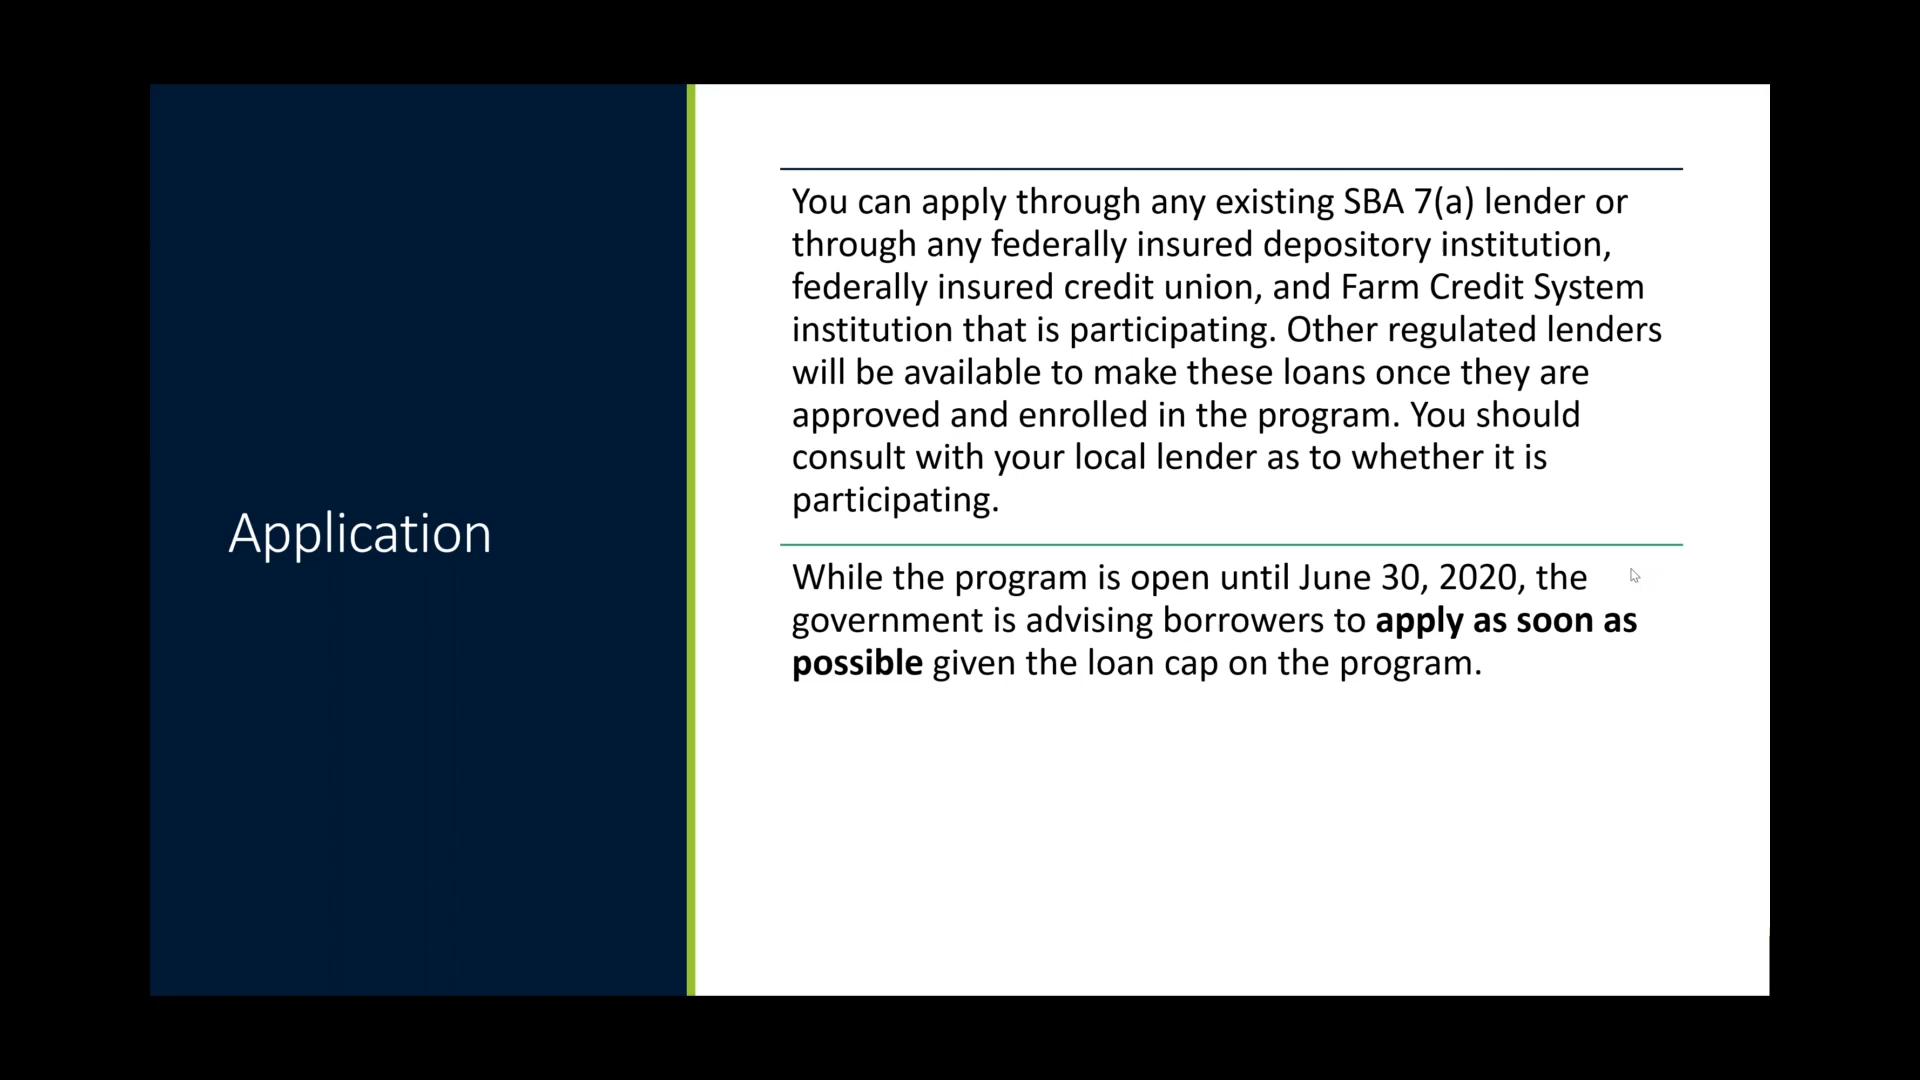 Application
You can apply through any existing SBA 7(a) lender or
through any federally insured depository institution,
federally insured credit union, and Farm Credit System
institution that is participating. Other regulated lenders
will be available to make these loans once they are
approved and enrolled in the program. You should
consult with your local lender as to whether it is
participating.
While the program is open until June 30, 2020, the
government is advising borrowers to apply as soon as
possible given the loan cap on the program.